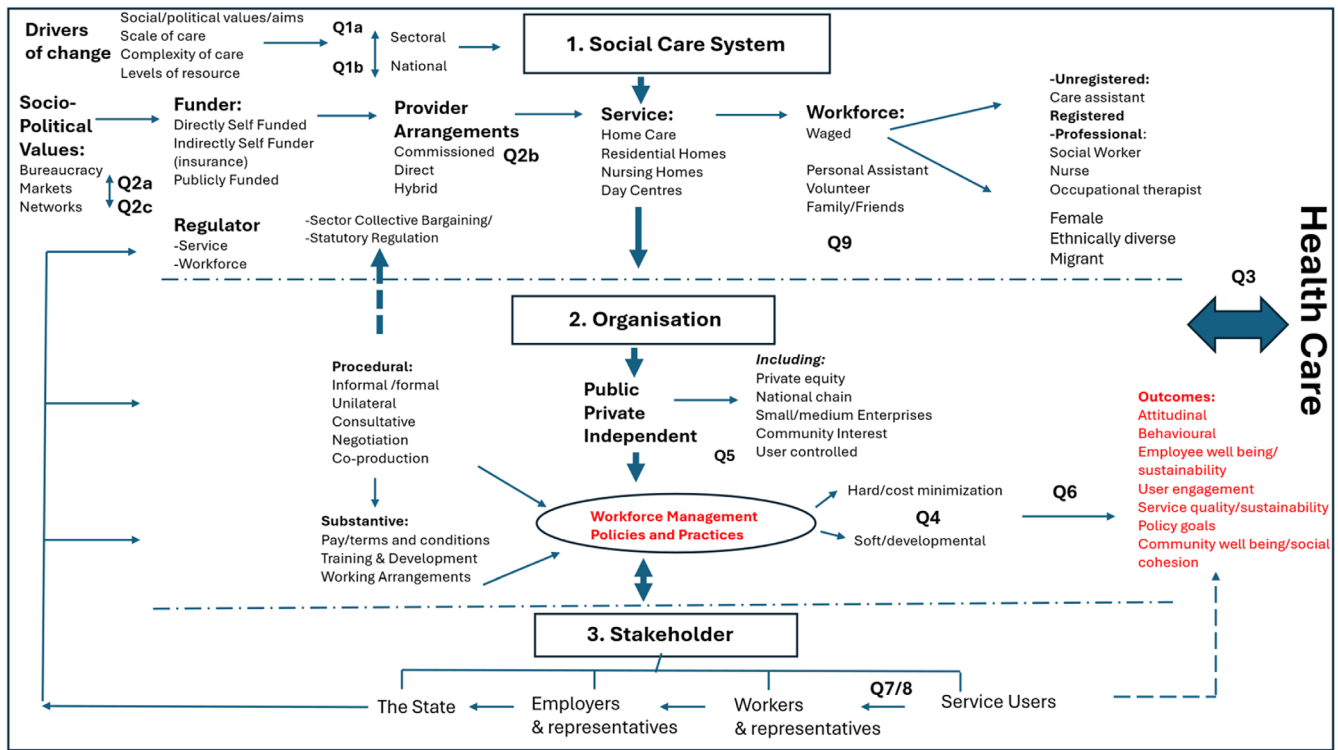 Drivers
of change
Social/political values/aims
Scale of care
Complexity of care
Levels of resource
Q1a
Q1b
Sectoral
National
1. Social Care System
Socio-
Political
Values:
Bureaucracy
Markets
Networks
Q2a
Q2c
Funder:
Directly Self Funded
Indirectly Self Funder
(insurance)
Publicly Funded
Provider
Arrangements
Commissioned
Direct
Hybrid
Q2b
Service:
Home Care
Residential Homes
Nursing Homes
Day Centres
Workforce:
Waged
Personal Assistant
Volunteer
Family/Friends
Q9
-Unregistered:
Care assistant
Registered
-Professional:
Social Worker
Nurse
Occupational therapist
Female
Ethnically diverse
Migrant
Regulator
-Service
-Workforce
-Sector Collective Bargaining/
-Statutory Regulation
Q3
Health Care
2. Organisation
Procedural:
Informal /formal
Unilateral
Consultative
Negotiation
Co-production
Public
Private
Independent
Q5
Including:
Private equity
National chain
Small/medium Enterprises
Community Interest
User controlled
Substantive:
Pay/terms and conditions
Training & Development
Working Arrangements
Workforce Management
Policies and Practices
Hard/cost minimization
Q4
Soft/developmental
Q6
Outcomes:
Attitudinal
Behavioural
Employee well being/
sustainability
User engagement
Service quality/sustainability
Policy goals
Community well being/social
cohesion
3. Stakeholder
The State
Employers
& representatives
Workers
& representatives
Q7/8
Service Users